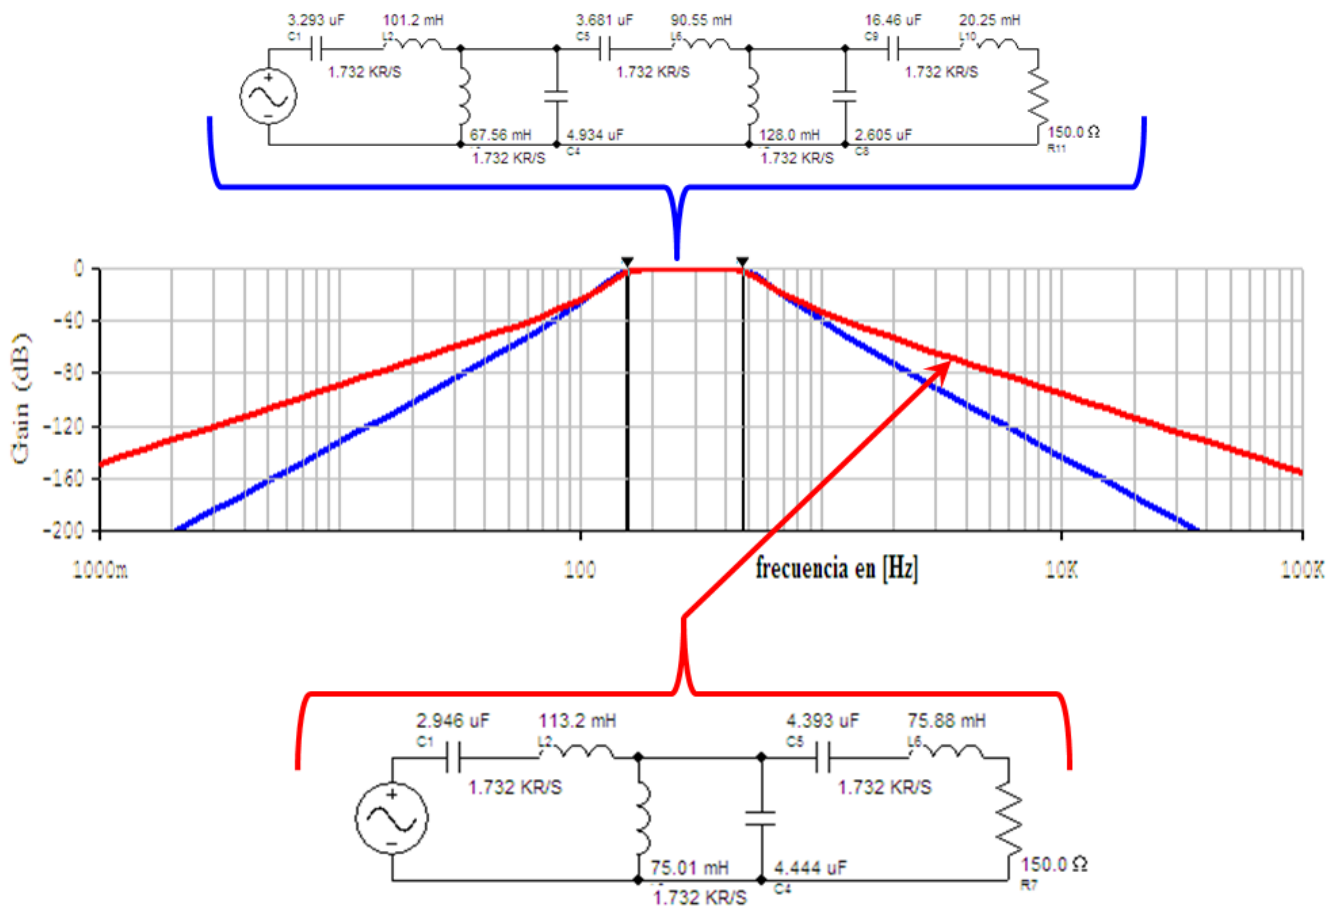 3.293 uF 101.2 mH 3.681 uF 90.55 mH 16.46 uF 20.25 mH
C1 L2 C5 L6 C9 L10
1.732 KR/S 1.732 KR/S 1.732 KR/S
67.56 mH 4.934 uF 128.0 mH 2.605 uF 150.0 Ω
C4 C8 R11
1.732 KR/S 1.732 KR/S
Gain (dB)
0
-40
-80
-120
-160
-200
1000m 100 frecuencia en [Hz] 10K 100K
2.946 uF 113.2 mH 4.393 uF 75.88 mH
C1 L2 C5 L6
1.732 KR/S 1.732 KR/S
75.01 mH 4.444 uF 150.0 Ω
C4 R7
1.732 KR/S